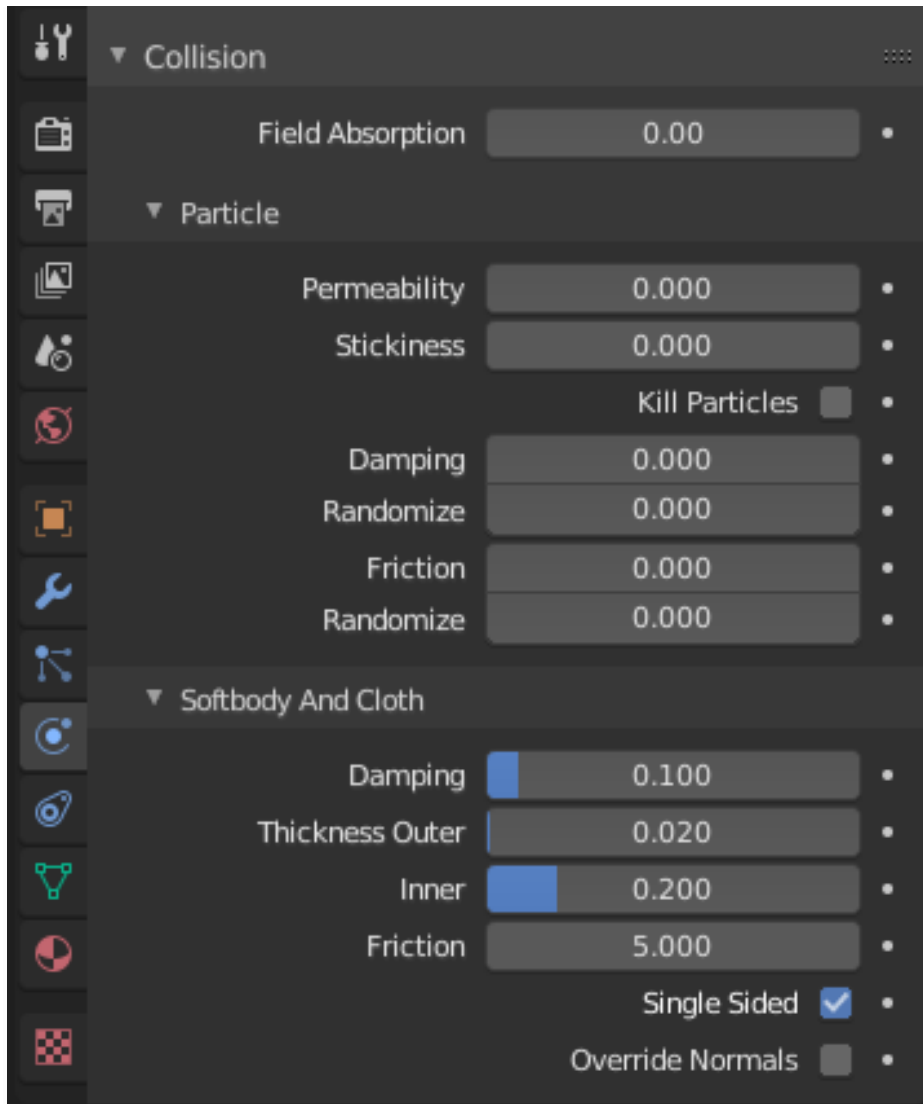 Collision
Field Absorption 0.00
Particle
Permeability 0.000
Stickiness 0.000
Kill Particles
Damping 0.000
Randomize 0.000
Friction 0.000
Randomize 0.000
Softbody And Cloth
Damping 0.100
Thickness Outer 0.020
Inner 0.200
Friction 5.000
Single Sided
Override Normals